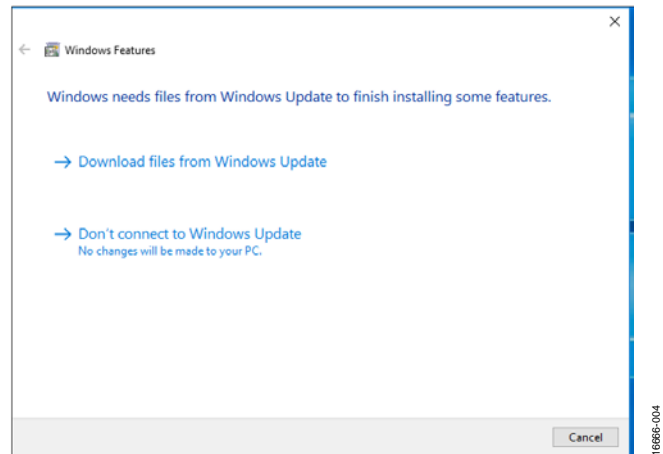 Windows Features
Windows needs files from Windows Update to finish installing some features.
Download files from Windows Update
Don't connect to Windows Update
No changes will be made to your PC.
Cancel
16666-004